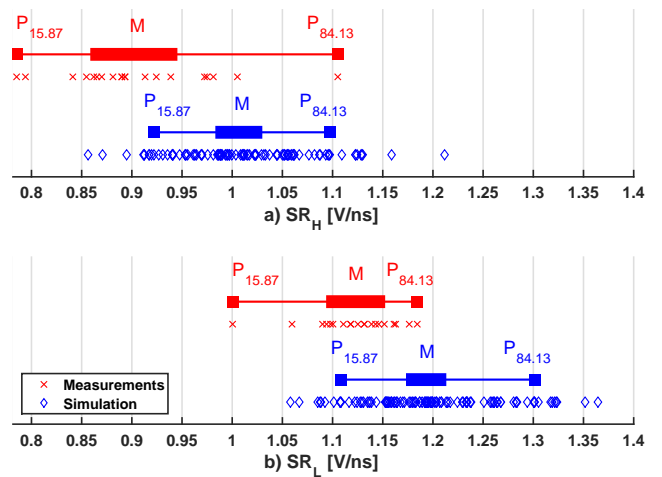 P15.87 M P84.13
P15.87 M P84.13
0.8 0.85 0.9 0.95 1 1.05 1.1 1.15 1.2 1.25 1.3 1.35 1.4
a) SRH [V/ns]
P15.87 M P84.13
P15.87 M P84.13
Measurements
Simulation
0.8 0.85 0.9 0.95 1 1.05 1.1 1.15 1.2 1.25 1.3 1.35 1.4
b) SRL [V/ns]